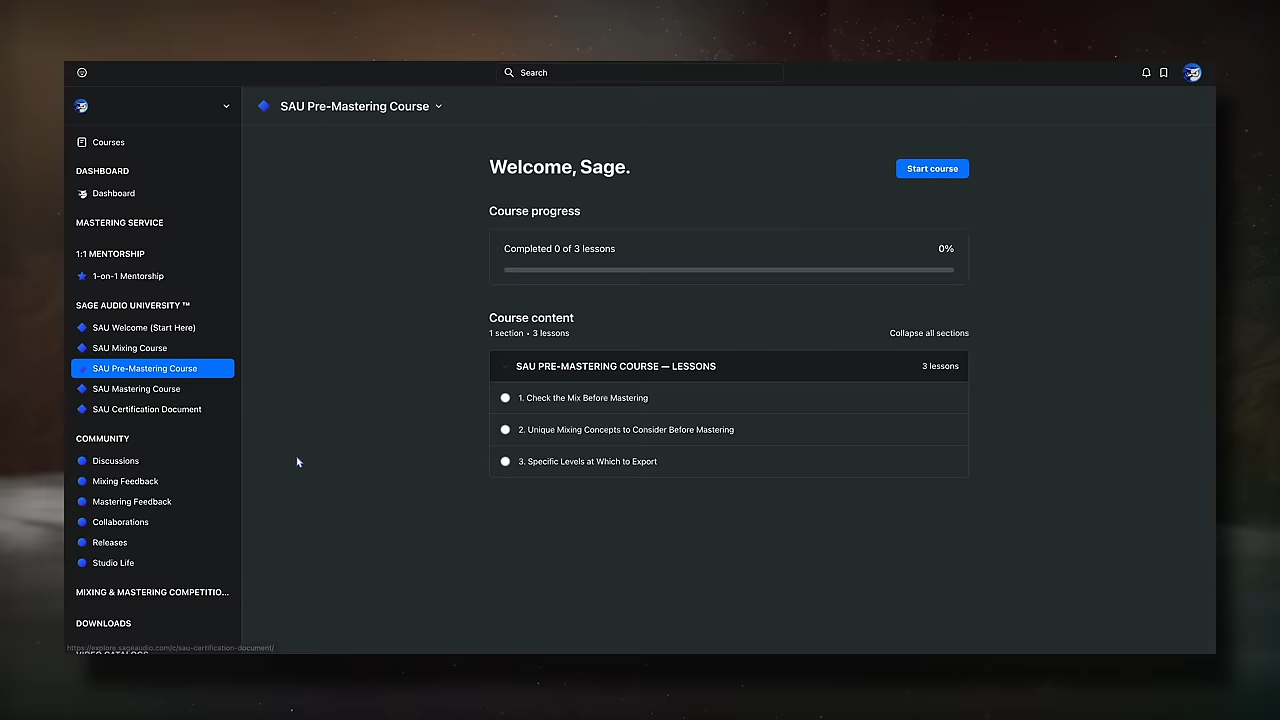 Search
SAU Pre-Mastering Course
Courses
DASHBOARD
Dashboard
MASTERING SERVICE
1:1 MENTORSHIP
1-on-1 Mentorship
SAGE AUDIO UNIVERSITY ™
SAU Welcome (Start Here)
SAU Mixing Course
SAU Pre-Mastering Course
SAU Mastering Course
SAU Certification Document
COMMUNITY
Discussions
Mixing Feedback
Mastering Feedback
Collaborations
Releases
Studio Life
MIXING & MASTERING COMPETITIO...
DOWNLOADS
VIDEO CATALOGS
https://explore.sageaudio.com/c/sau-certification-document/
Welcome, Sage.
Start course
Course progress
Completed 0 of 3 lessons
0%
Course content
1 section • 3 lessons
Collapse all sections
SAU PRE-MASTERING COURSE — LESSONS
3 lessons
1. Check the Mix Before Mastering
2. Unique Mixing Concepts to Consider Before Mastering
3. Specific Levels at Which to Export